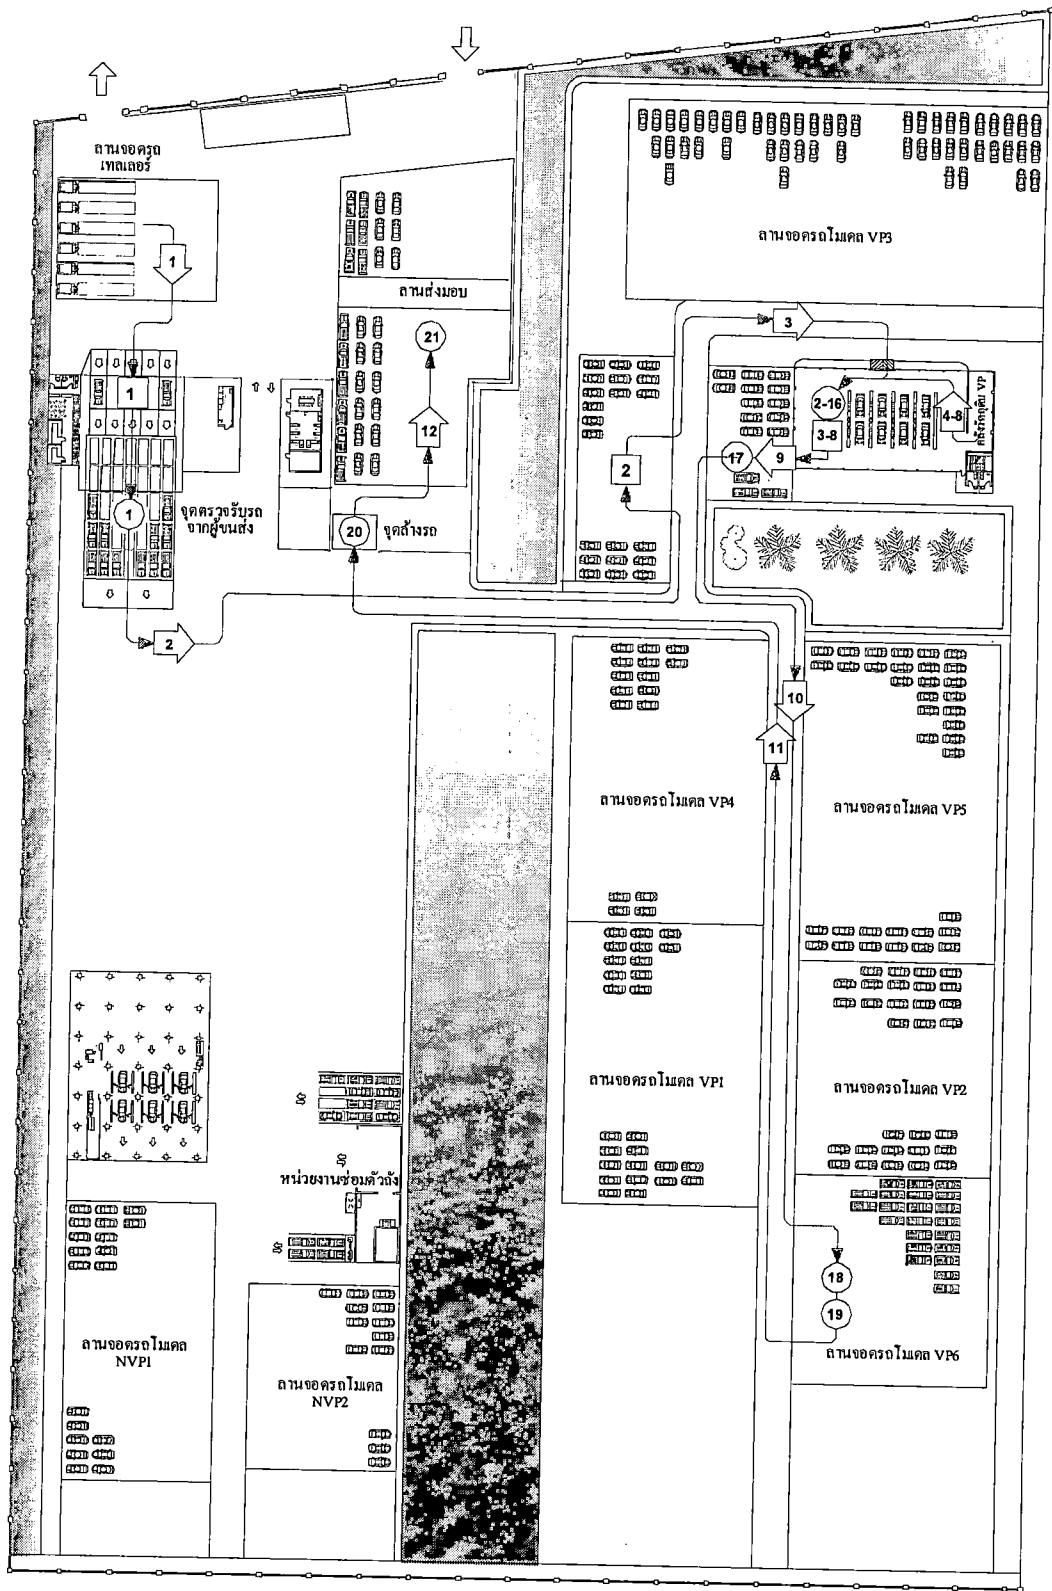 ลานจอดรถ
เทลเลอร์
1
1
1
จุดตรวจรับรถ
จากผู้ขนส่ง
2
ลานส่งมอบ
21
12
20
จุดล้างรถ
ลานจอดรถโมเดล VP3
3
2-16
3-8
4-8
คลังวัตถุดิบ VP
9
17
2
10
11
ลานจอดรถโมเดล VP4
ลานจอดรถโมเดล VP5
ลานจอดรถโมเดล VP1
ลานจอดรถโมเดล VP2
หน่วยงานซ่อมตัวถัง
18
19
ลานจอดรถโมเดล VP6
ลานจอดรถโมเดล
NVP1
ลานจอดรถโมเดล
NVP2